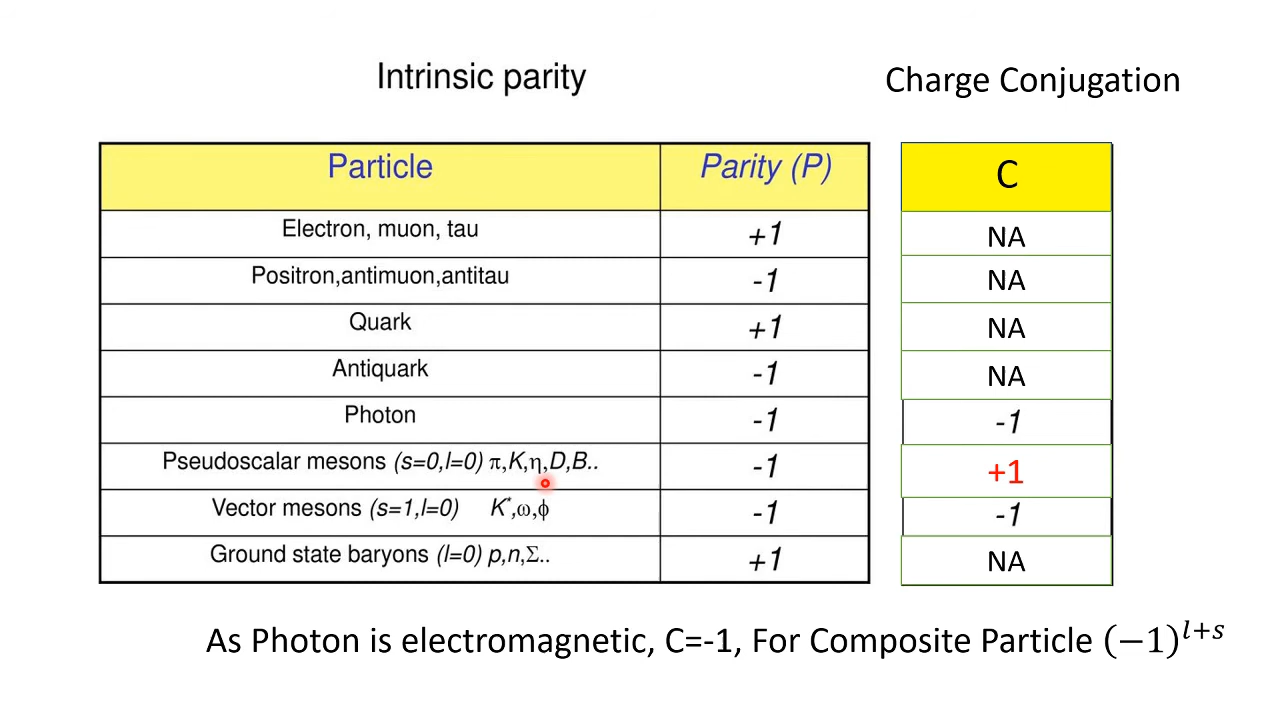 Intrinsic parity Charge Conjugation
Particle Parity (P) C
Electron, muon, tau +1 NA
Positron,antimuon,antitau -1 NA
Quark +1 NA
Antiquark -1 NA
Photon -1 -1
Pseudoscalar mesons (s=0,l=0) π,K,η,D,B.. -1 +1
Vector mesons (s=1,l=0) K*,ω,ϕ -1 -1
Ground state baryons (l=0) p,n,Σ.. +1 NA
As Photon is electromagnetic, C=-1, For Composite Particle (−1)^{l+s}